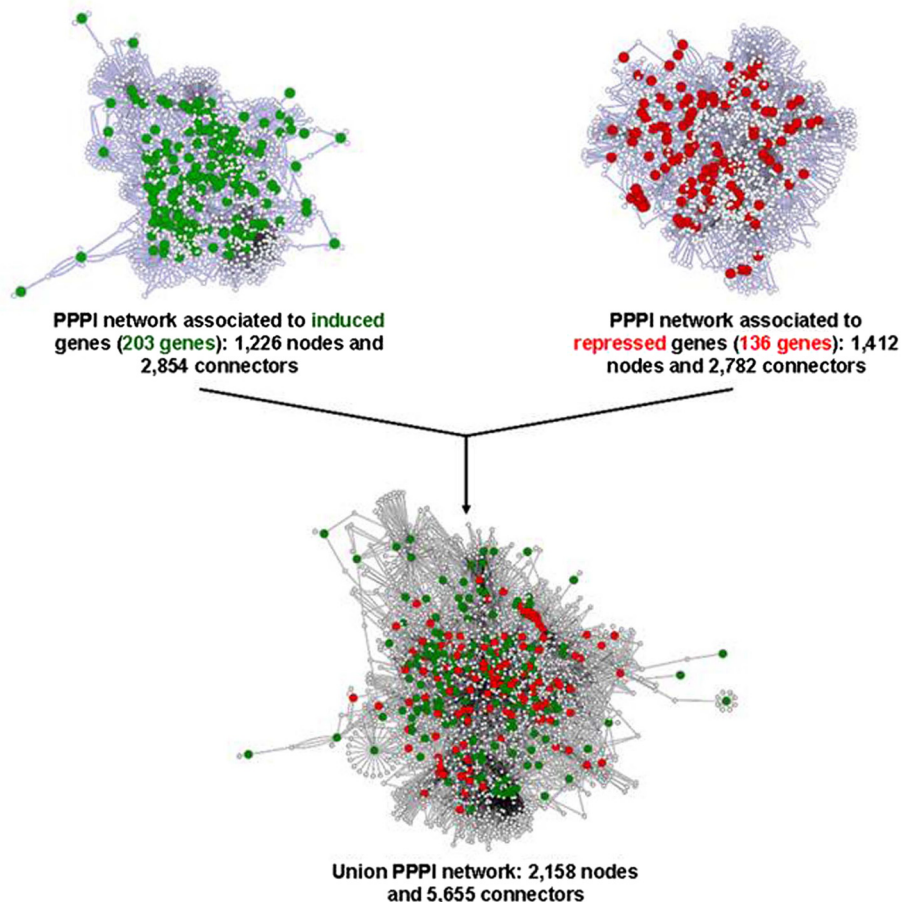 PPPI network associated to induced
genes (203 genes): 1,226 nodes and
2,854 connectors
PPPI network associated to
repressed genes (136 genes): 1,412
nodes and 2,782 connectors
Union PPPI network: 2,158 nodes
and 5,655 connectors